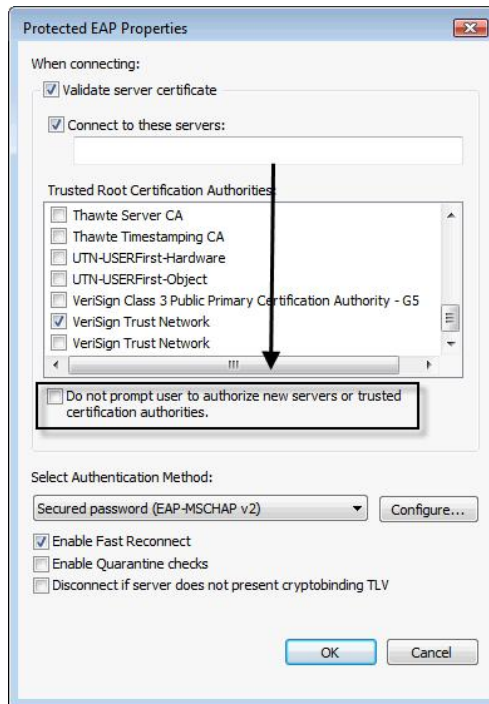 Protected EAP Properties
When connecting:
Validate server certificate
Connect to these servers:
Trusted Root Certification Authorities:
Thawte Server CA
Thawte Timestamping CA
UTN-USERFirst-Hardware
UTN-USERFirst-Object
VeriSign Class 3 Public Primary Certification Authority - G5
VeriSign Trust Network
VeriSign Trust Network
Do not prompt user to authorize new servers or trusted
certification authorities.
Select Authentication Method:
Secured password (EAP-MSCHAP v2)
Configure...
Enable Fast Reconnect
Enable Quarantine checks
Disconnect if server does not present cryptobinding TLV
OK
Cancel